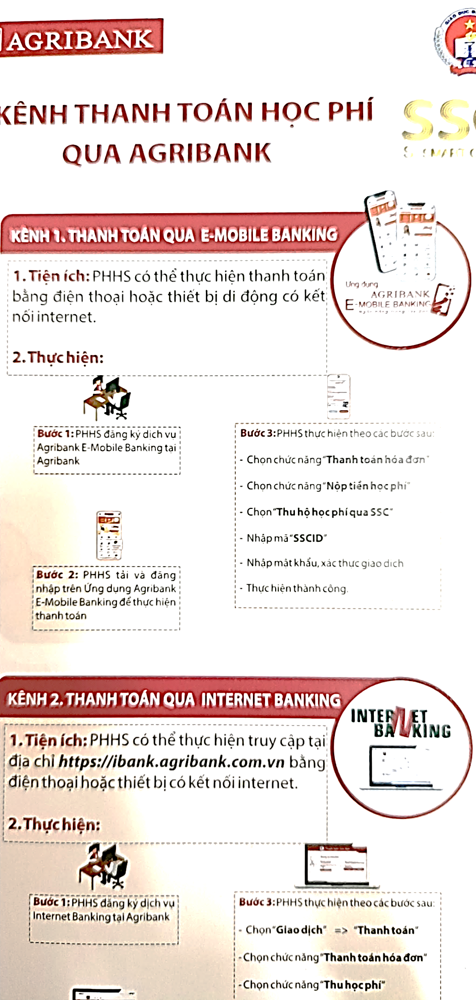 AGRIBANK
GIÁO DỤC
KÊNH THANH TOÁN HỌC PHÍ
QUA AGRIBANK
SSC
SMART
KÊNH 1. THANH TOÁN QUA E-MOBILE BANKING
1. Tiện ích: PHHS có thể thực hiện thanh toán
bằng điện thoại hoặc thiết bị di động có kết
nối internet.
2. Thực hiện:
Ứng dụng
AGRIBANK
E-MOBILE BANKING
Bước 1: PHHS đăng ký dịch vụ
Agribank E-Mobile Banking tại
Agribank
Bước 2: PHHS tải và đăng
nhập trên Ứng dụng Agribank
E-Mobile Banking để thực hiện
thanh toán
Bước 3: PHHS thực hiện theo các bước sau:
- Chọn chức năng "Thanh toán hóa đơn"
- Chọn chức năng "Nộp tiền học phí"
- Chọn "Thu hộ học phí qua SSC"
- Nhập mã "SSCID"
- Nhập mật khẩu, xác thực giao dịch
- Thực hiện thành công.
KÊNH 2. THANH TOÁN QUA INTERNET BANKING
1. Tiện ích: PHHS có thể thực hiện truy cập tại
địa chỉ https://ibank.agribank.com.vn bằng
điện thoại hoặc thiết bị có kết nối internet.
2. Thực hiện:
INTERNET
BANKING
Bước 1: PHHS đăng ký dịch vụ
Internet Banking tại Agribank
Bước 3: PHHS thực hiện theo các bước sau:
- Chọn "Giao dịch" => "Thanh toán"
- Chọn chức năng "Thanh toán hóa đơn"
- Chọn chức năng "Thu học phí"